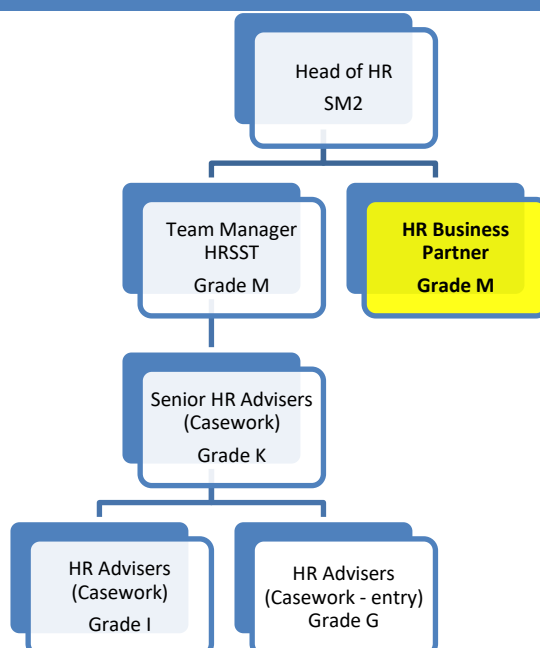 Head of HR
SM2
Team Manager
HRSST
Grade M
HR Business
Partner
Grade M
Senior HR Advisers
(Casework)
Grade K
HR Advisers
(Casework)
Grade I
HR Advisers
(Casework - entry)
Grade G